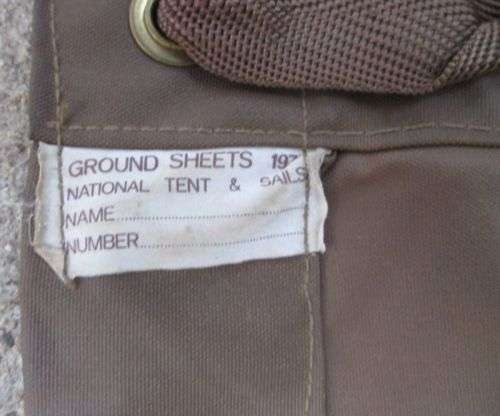 GROUND SHEETS
NATIONAL TENT & SAILS
NAME....................
NUMBER....................